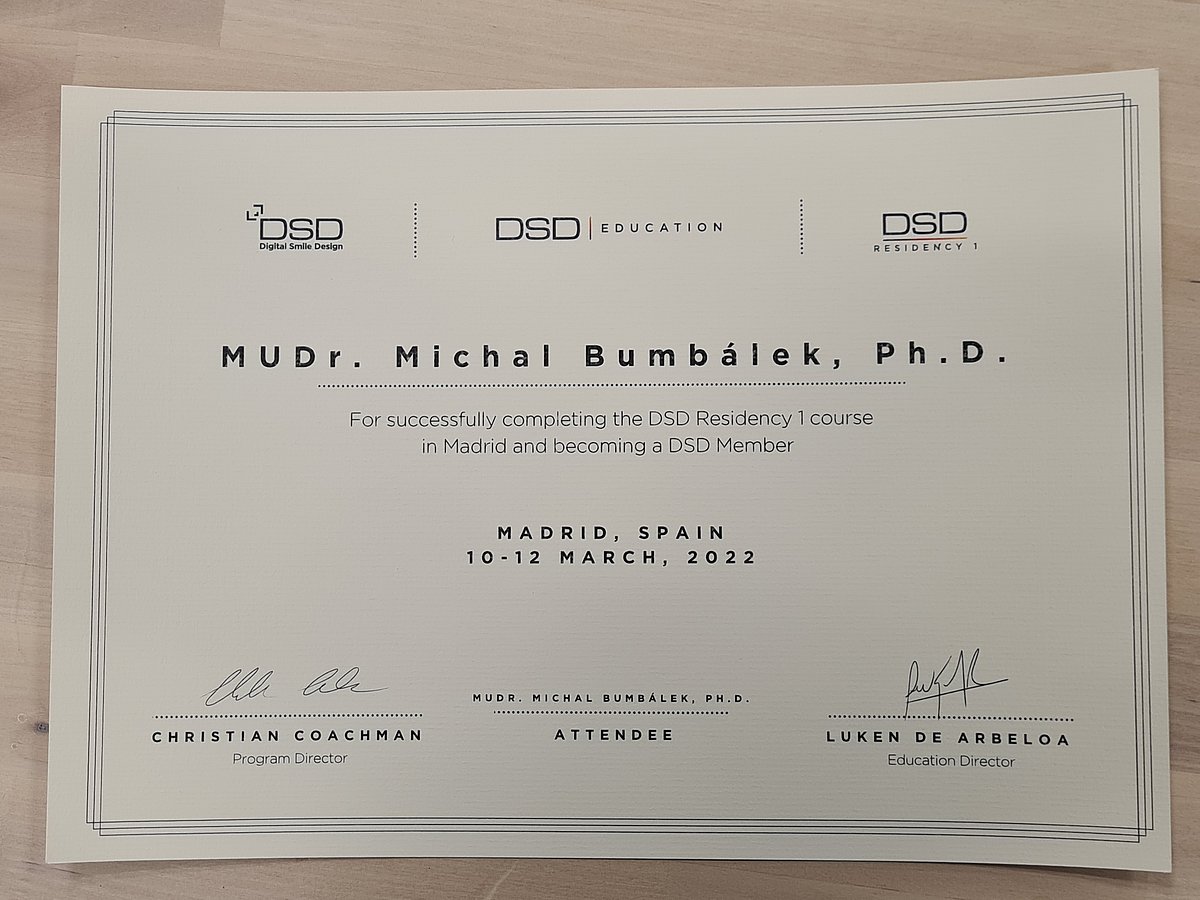 DSD
Digital Smile Design
DSD | EDUCATION
DSD
RESIDENCY 1
MUDr. Michal Bumbálek, Ph.D.
For successfully completing the DSD Residency 1 course
in Madrid and becoming a DSD Member
MADRID, SPAIN
10-12 MARCH, 2022
CHRISTIAN COACHMAN
Program Director
MUDR. MICHAL BUMBÁLEK, PH.D.
ATTENDEE
LUKEN DE ARBELOA
Education Director